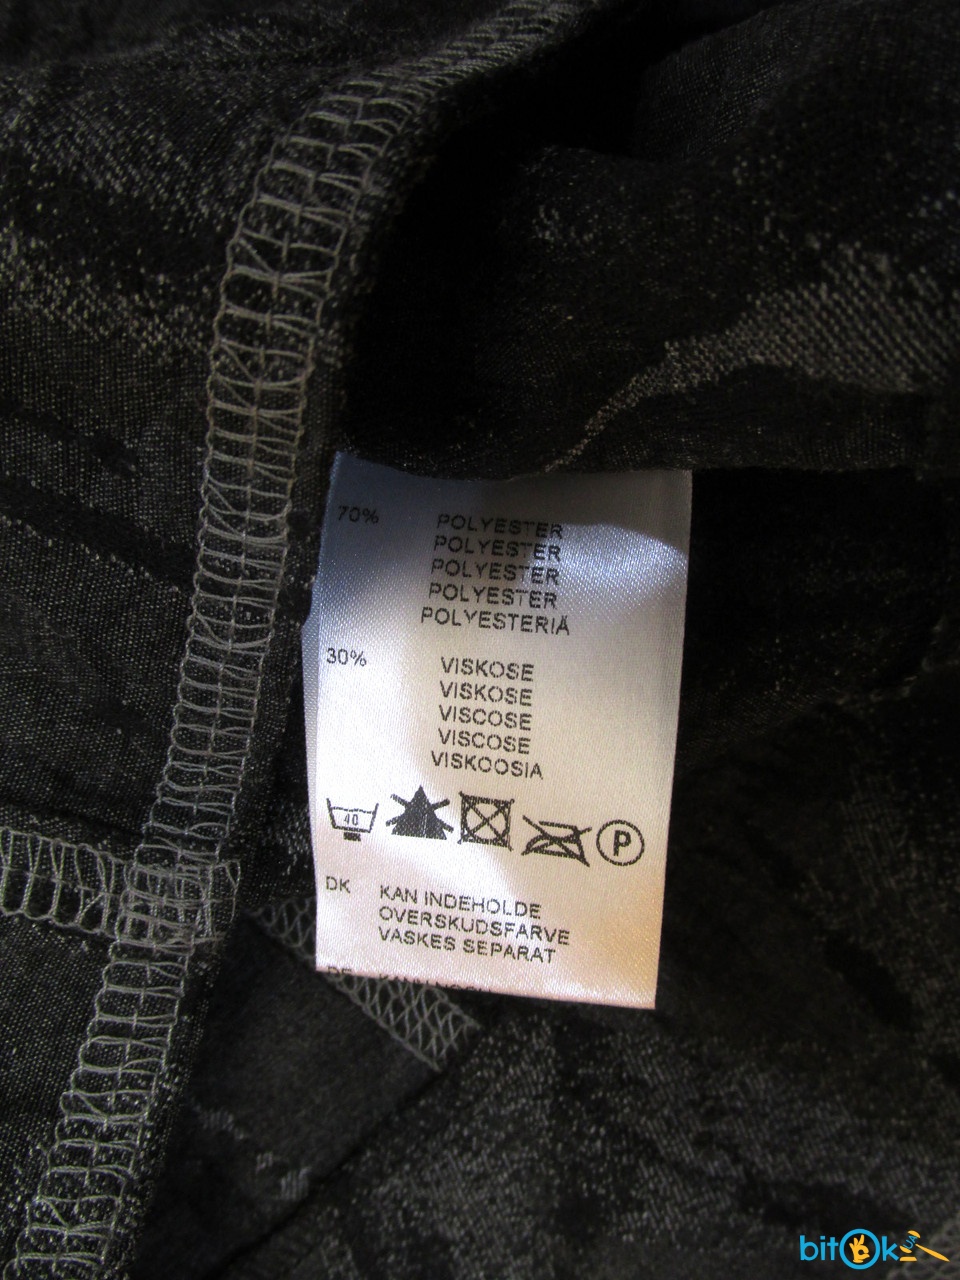 70% POLYESTER
POLYESTER
POLYESTER
POLYESTER
POLYESTERIÄ
30% VISKOSE
VISKOSE
VISCOSE
VISCOSE
VISKOOSIA
40
P
DK KAN INDEHOLDE
OVERSKUDSFARVE
VASKES SEPARAT
bitOk